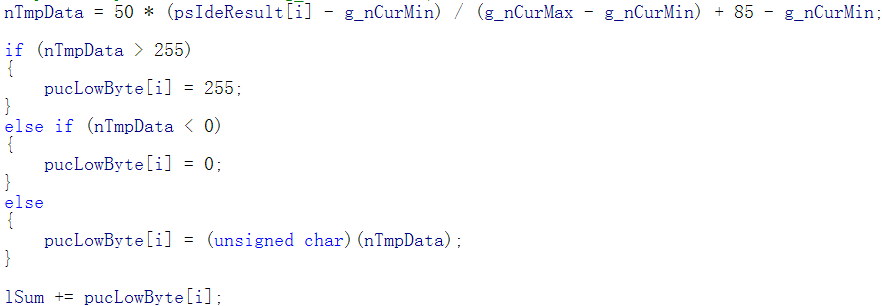 nTmpData = 50 * (psIdeResult[i] - g_nCurMin) / (g_nCurMax - g_nCurMin) + 85 - g_nCurMin;
if (nTmpData > 255)
{
pucLowByte[i] = 255;
}
else if (nTmpData < 0)
{
pucLowByte[i] = 0;
}
else
{
pucLowByte[i] = (unsigned char)(nTmpData);
}
lSum += pucLowByte[i];